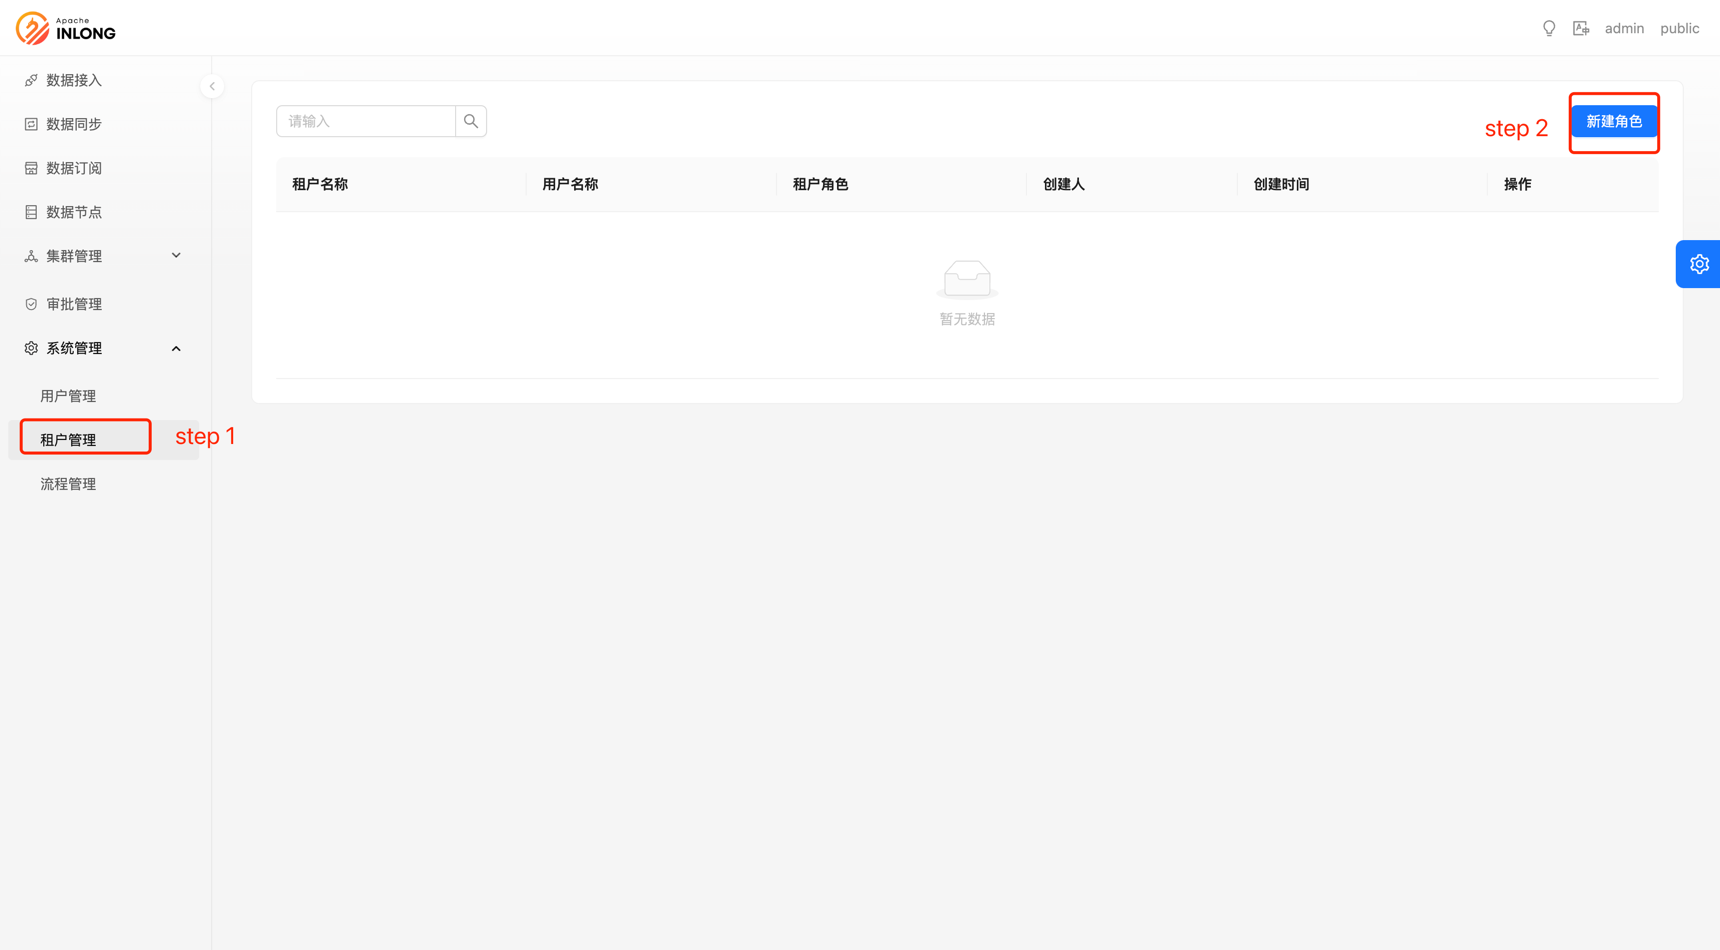 Apache
INLONG
admin
public
数据接入
数据同步
数据订阅
数据节点
集群管理
审批管理
系统管理
用户管理
租户管理
step 1
流程管理
请输入
step 2
新建角色
租户名称
用户名称
租户角色
创建人
创建时间
操作
暂无数据